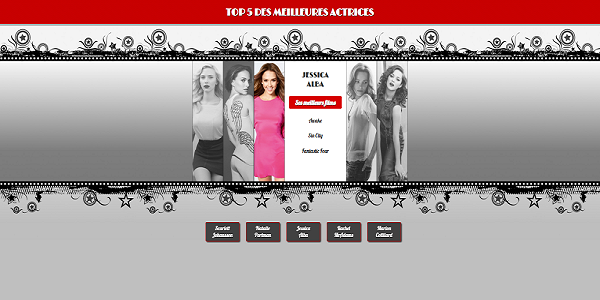 TOP 5 DES MEILLEURES ACTRICES
JESSICA
ALBA
Ses meilleurs films
Awake
Sin City
Fantastic Four
Scarlett
Johansson
Natalie
Portman
Jessica
Alba
Rachel
McAdams
Marion
Cotillard